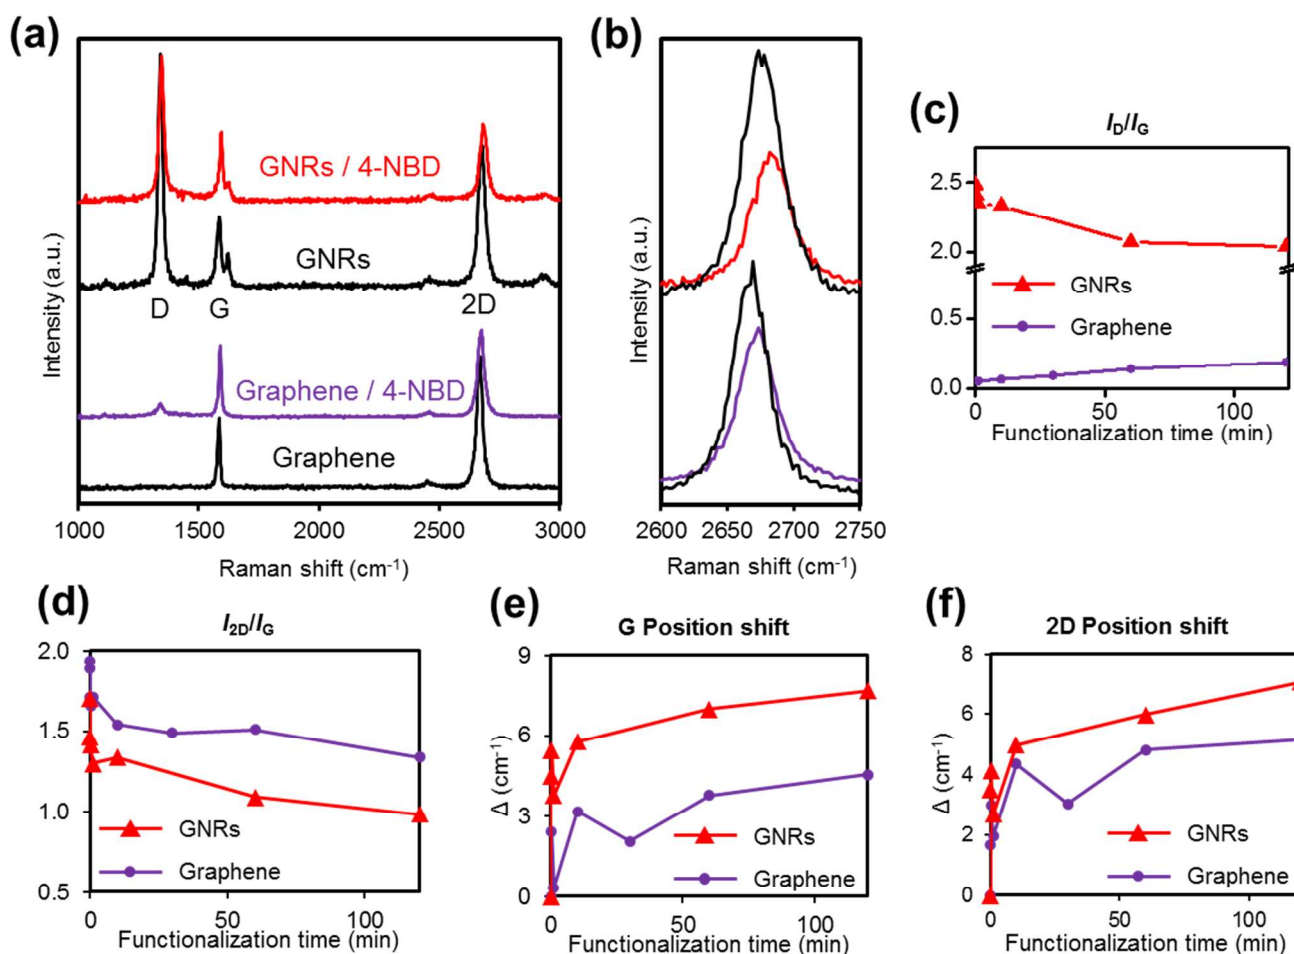 (a)
Intensity (a.u.)
GNRs / 4-NBD
GNRs
D G 2D
Graphene / 4-NBD
Graphene
1000 1500 2000 2500 3000
Raman shift (cm⁻¹)
(b)
Intensity (a.u.)
2600 2650 2700 2750
Raman shift (cm⁻¹)
(c)
I_D/I_G
2.5
2.0
0.5
0.0
GNRs
Graphene
0 50 100
Functionalization time (min)
(d)
I_2D/I_G
2.0
1.5
1.0
0.5
GNRs
Graphene
0 50 100
Functionalization time (min)
(e)
G Position shift
Δ (cm⁻¹)
9
6
3
0
GNRs
Graphene
0 50 100
Functionalization time (min)
(f)
2D Position shift
Δ (cm⁻¹)
8
6
4
2
0
GNRs
Graphene
0 50 100
Functionalization time (min)